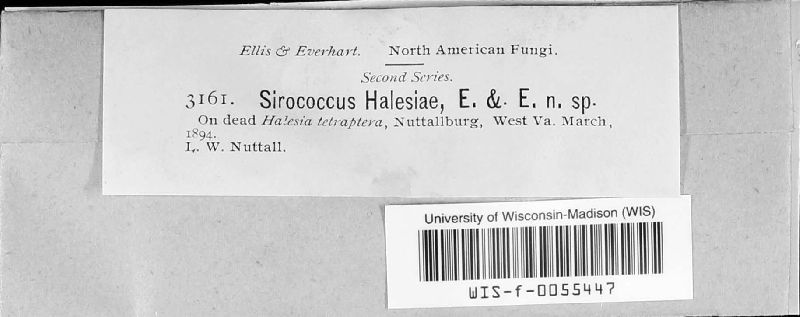 Ellis & Everhart. North American Fungi.
Second Series.
3161. Sirococcus Halesiae, E. & E. n. sp.
On dead Halesia tetraptera, Nuttallburg, West Va. March,
1894.
L. W. Nuttall.
University of Wisconsin-Madison (WIS)
WIS-f-0055447